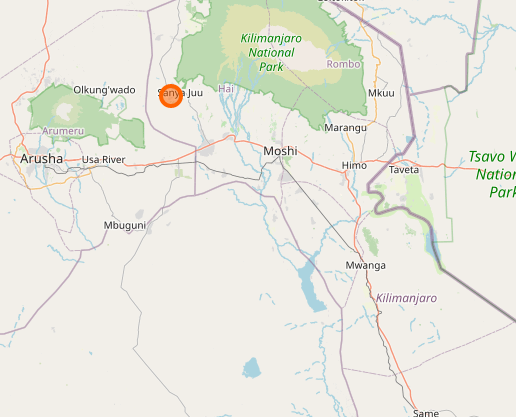 Kilimanjaro
National
Park
Rombo
Olkung'wado
Sanya Juu
Hai
Mkuu
Arumeru
Marangu
Arusha
Usa River
Moshi
Himo
Taveta
Tsavo W
Nation
Park
Mbuguni
Mwanga
Kilimanjaro
Same